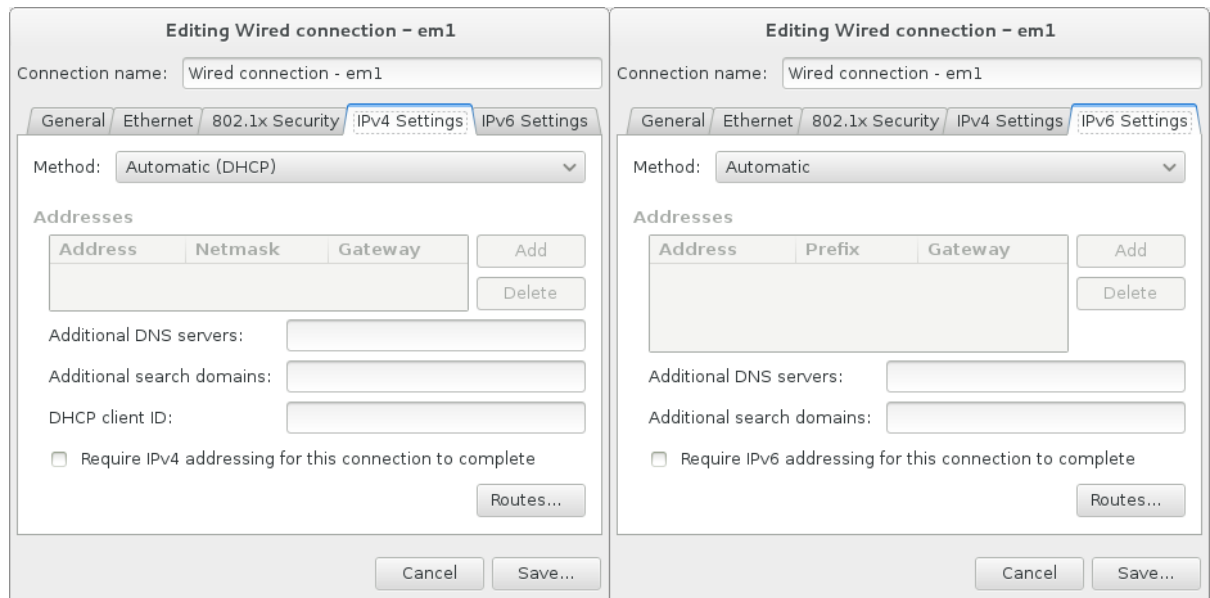 Editing Wired connection – em1
Connection name: Wired connection - em1
General Ethernet 802.1x Security IPv4 Settings IPv6 Settings
Method: Automatic (DHCP)
Addresses
Address Netmask Gateway Add
Delete
Additional DNS servers:
Additional search domains:
DHCP client ID:
Require IPv4 addressing for this connection to complete
Routes...
Cancel Save...
Editing Wired connection – em1
Connection name: Wired connection - em1
General Ethernet 802.1x Security IPv4 Settings IPv6 Settings
Method: Automatic
Addresses
Address Prefix Gateway Add
Delete
Additional DNS servers:
Additional search domains:
Require IPv6 addressing for this connection to complete
Routes...
Cancel Save...